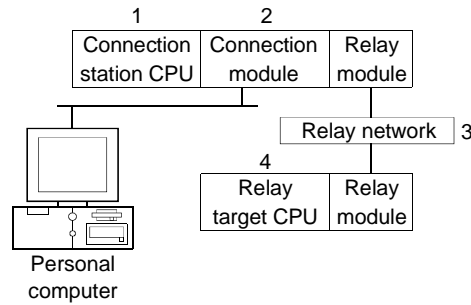 1
2
Connection
station CPU
Connection
module
Relay
module
Relay network
3
4
Relay
target CPU
Relay
module
Personal
computer